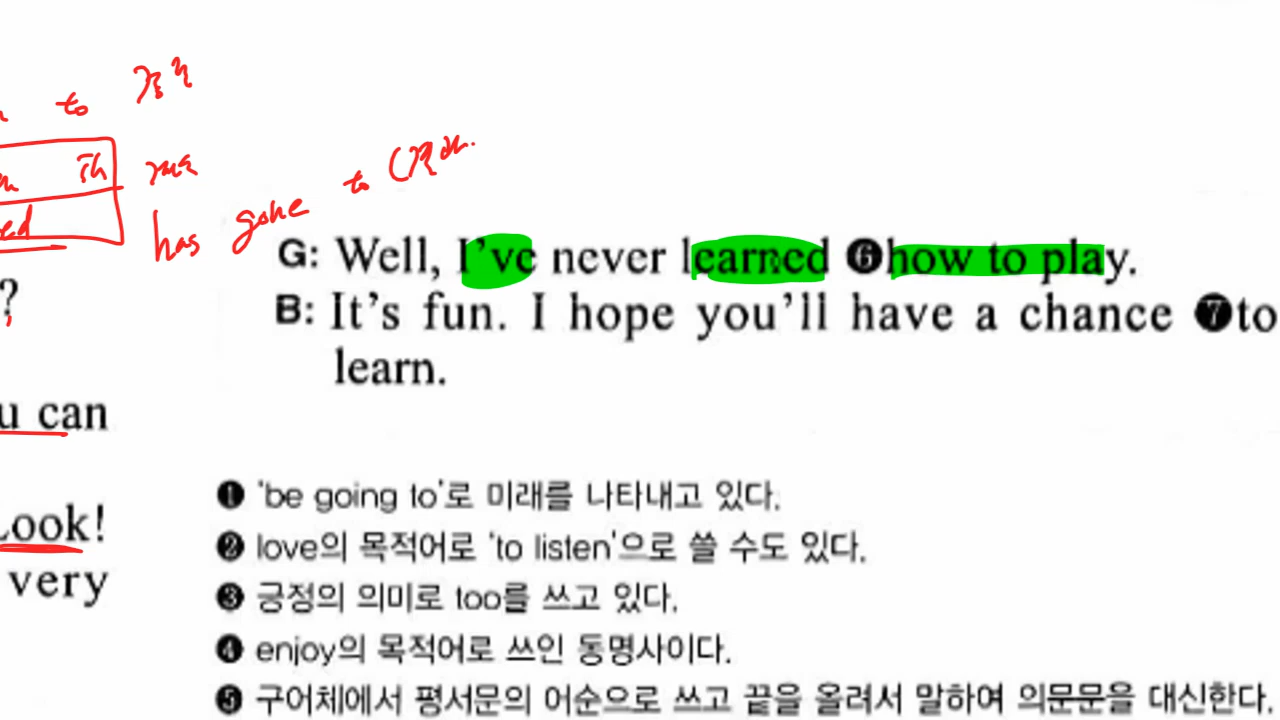 to
Th
has gone to
G: Well, I've never learned ❻how to play.
B: It's fun. I hope you'll have a chance ❼to
learn.
?
u can
Look!
very
❶ 'be going to'로 미래를 나타내고 있다.
❷ love의 목적어로 'to listen'으로 쓸 수도 있다.
❸ 긍정의 의미로 too를 쓰고 있다.
❹ enjoy의 목적어로 쓰인 동명사이다.
❺ 구어체에서 평서문의 어순으로 쓰고 끝을 올려서 말하여 의문문을 대신한다.